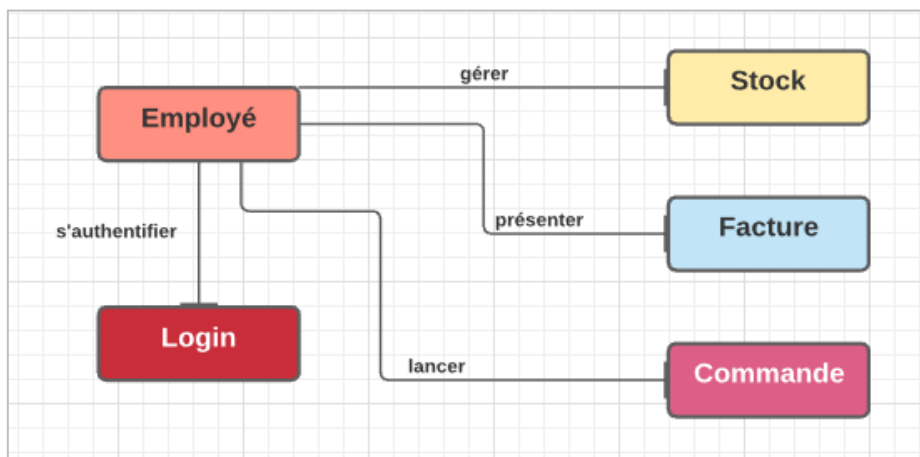 gérer
Stock
Employé
présenter
Facture
s'authentifier
Login
lancer
Commande